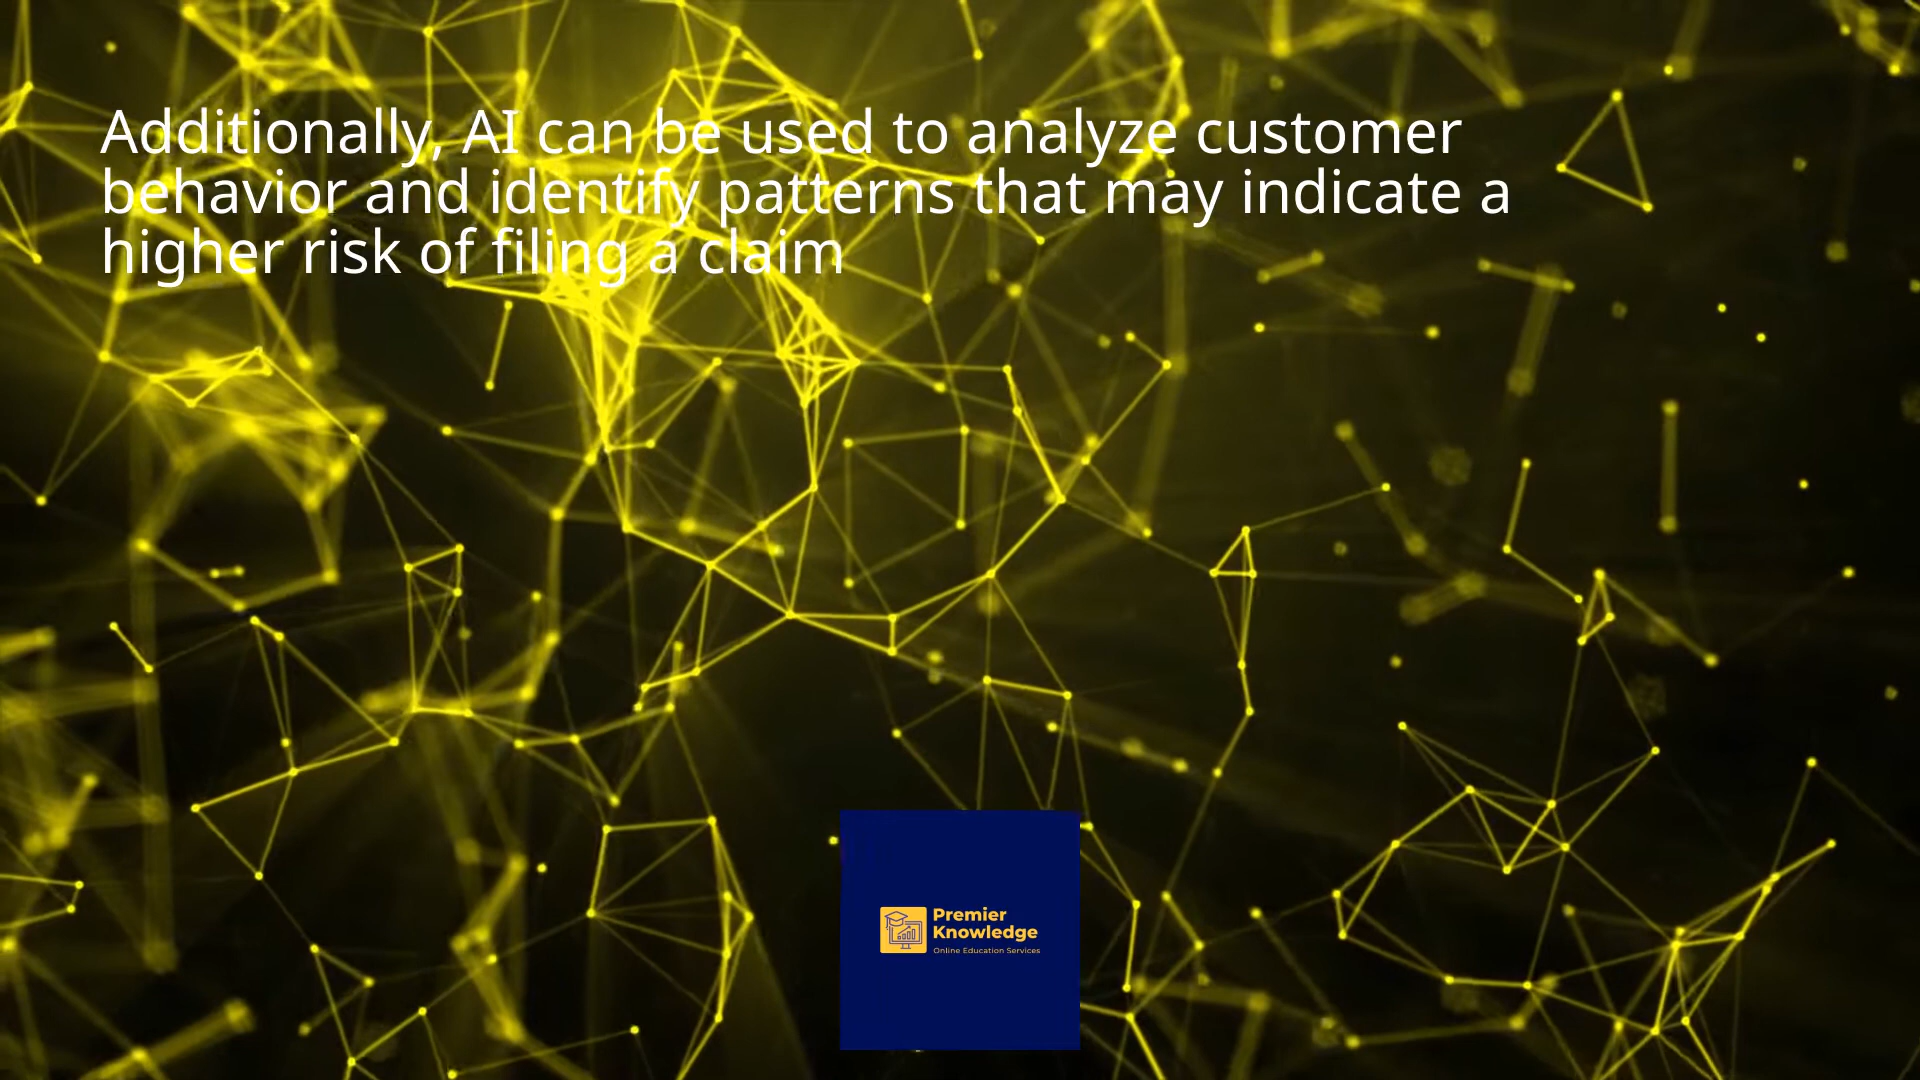 Additionally, AI can be used to analyze customer
behavior and identify patterns that may indicate a
higher risk of filing a claim
Premier
Knowledge
Online Education Services